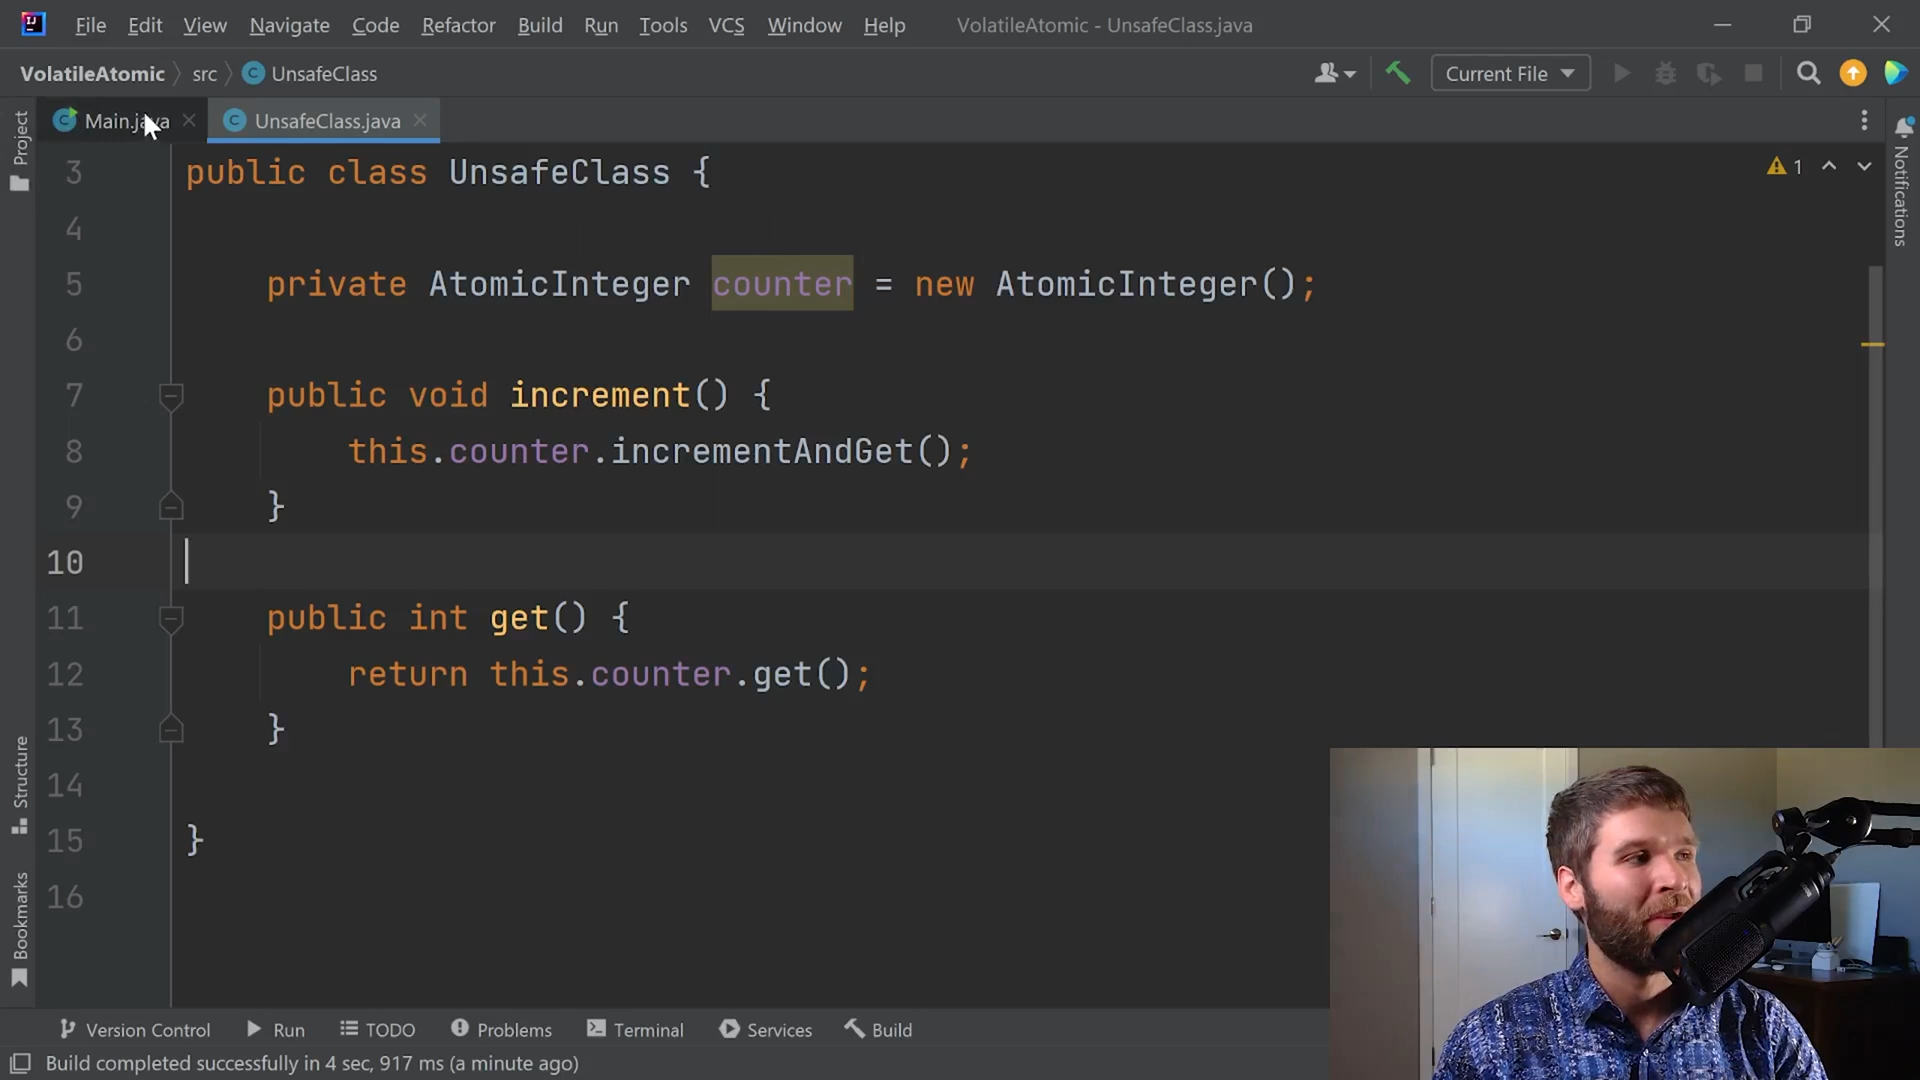 File Edit View Navigate Code Refactor Build Run Tools VCS Window Help VolatileAtomic - UnsafeClass.java
VolatileAtomic src UnsafeClass Current File
Main.java UnsafeClass.java
Project
Notifications
Structure
Bookmarks
1
3 public class UnsafeClass {
4
5 private AtomicInteger counter = new AtomicInteger();
6
7 public void increment() {
8 this.counter.incrementAndGet();
9 }
10
11 public int get() {
12 return this.counter.get();
13 }
14
15 }
16
Version Control Run TODO Problems Terminal Services Build
Build completed successfully in 4 sec, 917 ms (a minute ago)